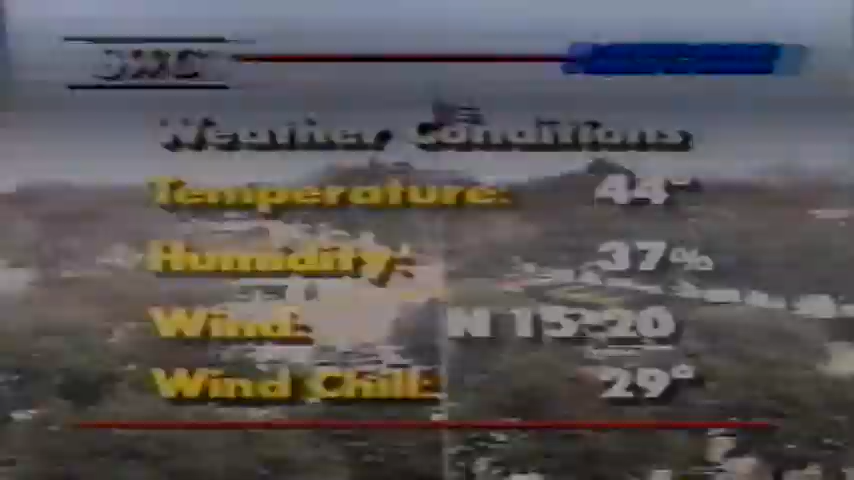 Weather Conditions
Temperature: 44°
Humidity: 37%
Wind: N 15-20
Wind Chill: 29°